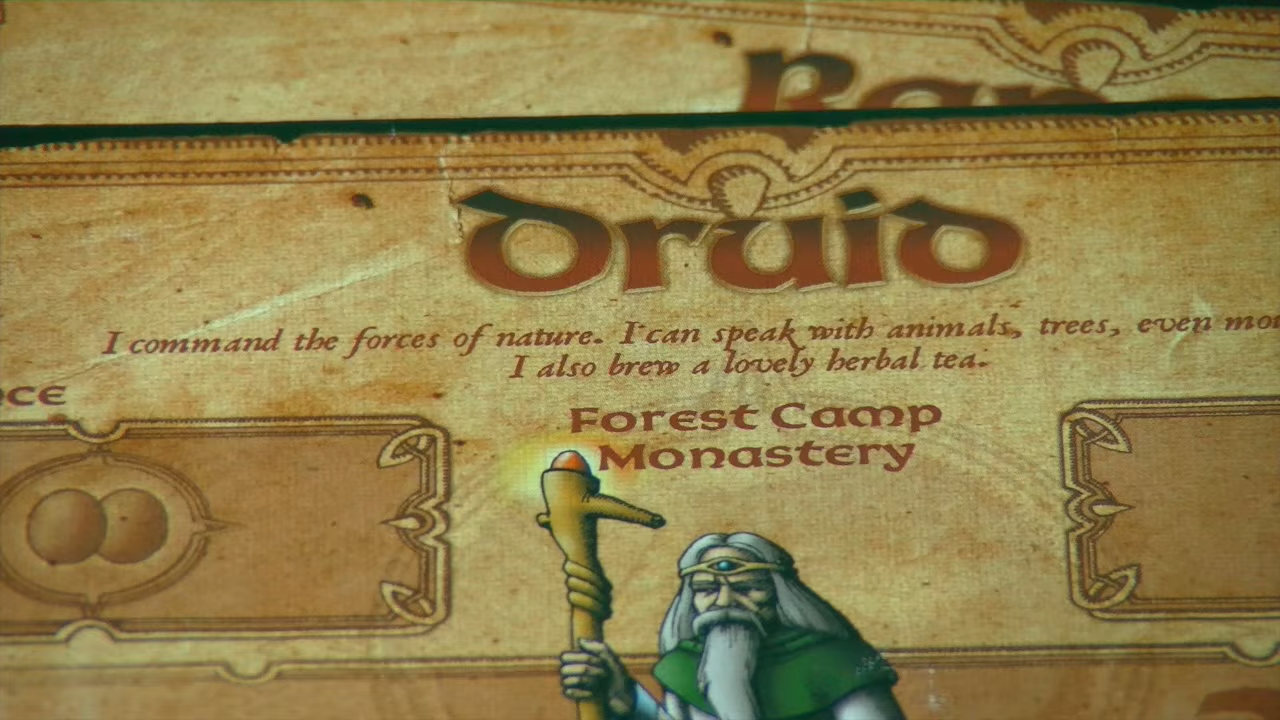 Druid
I command the forces of nature. I can speak with animals, trees, even
I also brew a lovely herbal tea.
Forest Camp
Monastery